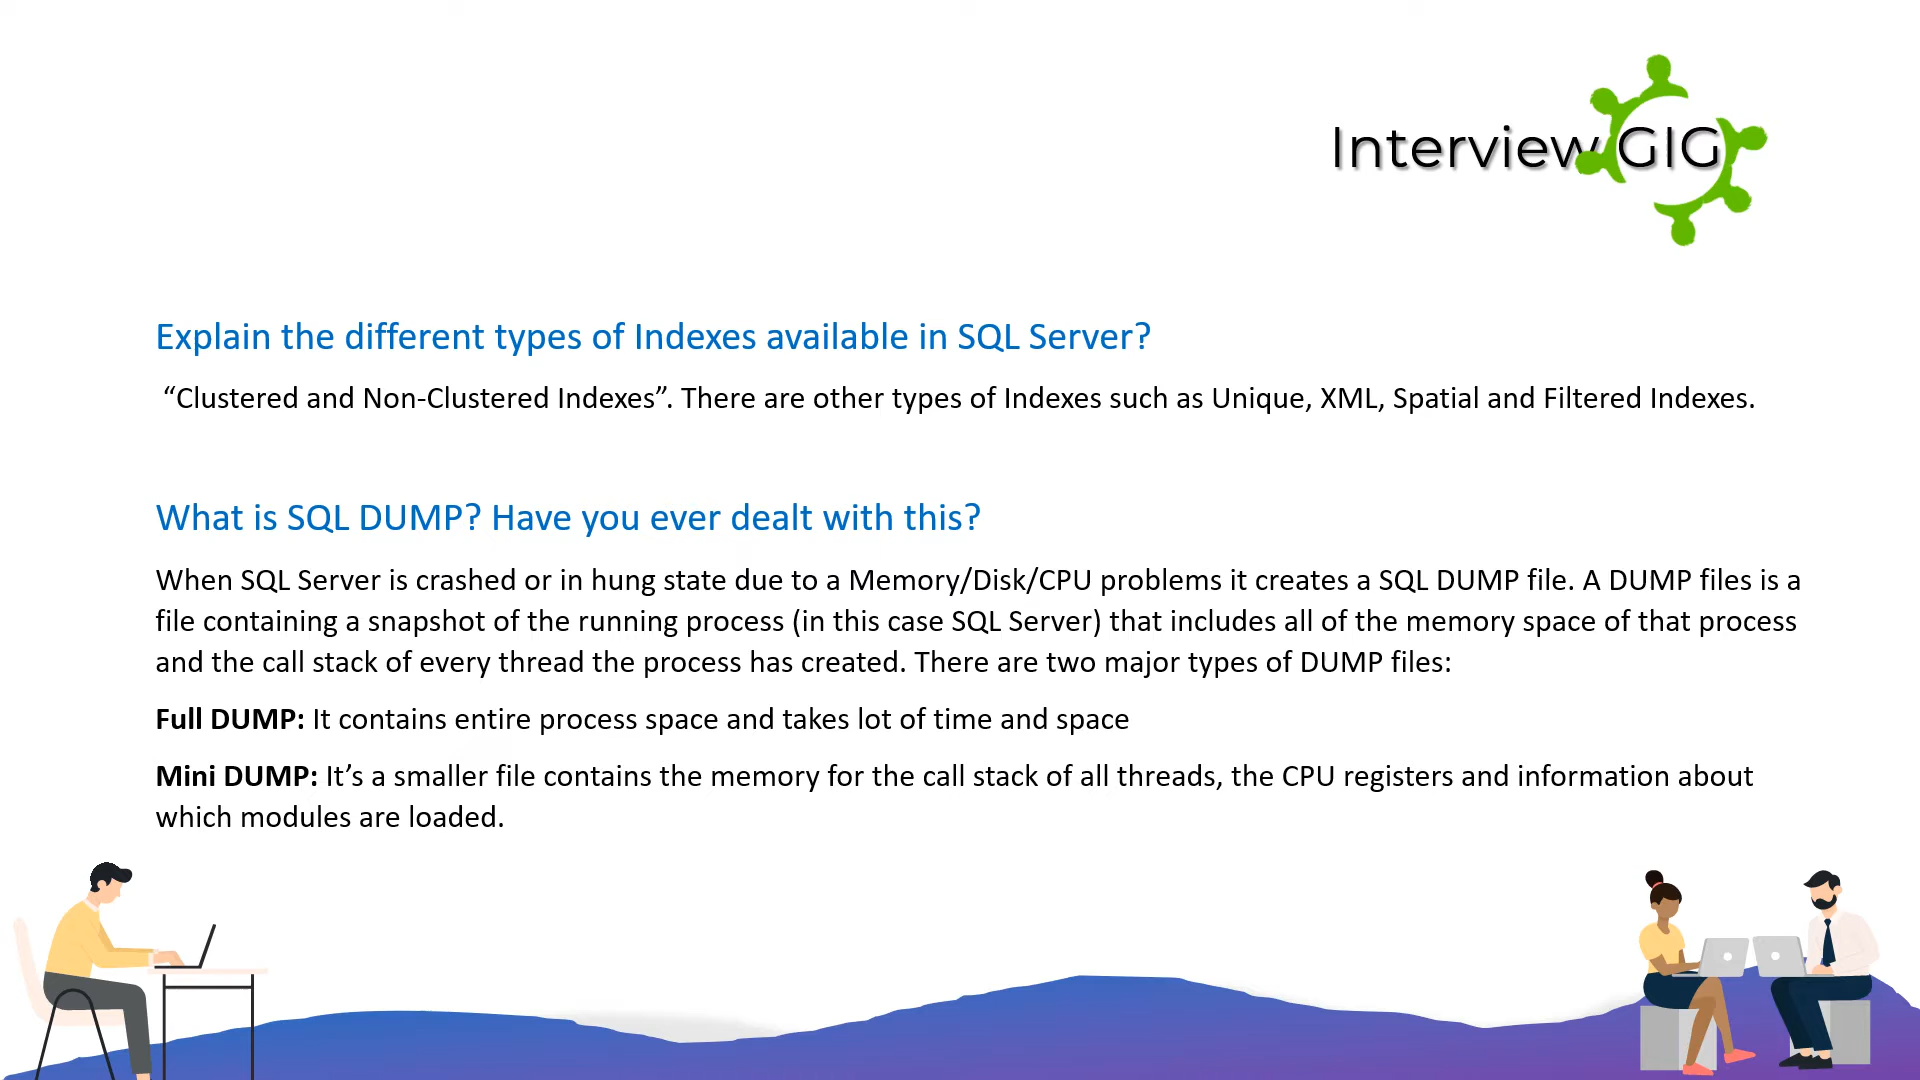 Interview GIG
Explain the different types of Indexes available in SQL Server?
“Clustered and Non-Clustered Indexes”. There are other types of Indexes such as Unique, XML, Spatial and Filtered Indexes.
What is SQL DUMP? Have you ever dealt with this?
When SQL Server is crashed or in hung state due to a Memory/Disk/CPU problems it creates a SQL DUMP file. A DUMP files is a
file containing a snapshot of the running process (in this case SQL Server) that includes all of the memory space of that process
and the call stack of every thread the process has created. There are two major types of DUMP files:
Full DUMP: It contains entire process space and takes lot of time and space
Mini DUMP: It’s a smaller file contains the memory for the call stack of all threads, the CPU registers and information about
which modules are loaded.